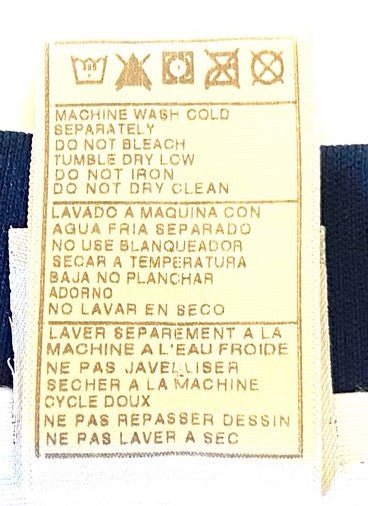 MACHINE WASH COLD
SEPARATELY
DO NOT BLEACH
TUMBLE DRY LOW
DO NOT IRON
DO NOT DRY CLEAN
LAVADO A MAQUINA CON
AGUA FRIA SEPARADO
NO USE BLANQUEADOR
SECAR A TEMPERATURA
BAJA NO PLANCHAR
ADORNO
NO LAVAR EN SECO
LAVER SEPAREMENT A LA
MACHINE A L'EAU FROIDE
NE PAS JAVELLISER
SECHER A LA MACHINE
CYCLE DOUX
NE PAS REPASSER DESSIN
NE PAS LAVER A SEC